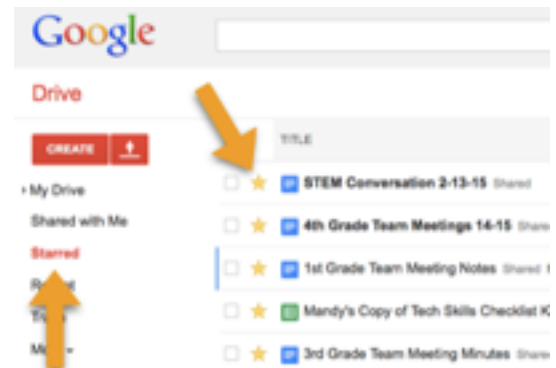 Google
Drive
CREATE
TITLE
My Drive
STEM Conversation 2-13-15 Shared
Shared with Me
4th Grade Team Meetings 14-15 Share
Starred
1st Grade Team Meeting Notes Shared
Mandy's Copy of Tech Skills Checklist K
3rd Grade Team Meeting Minutes Share